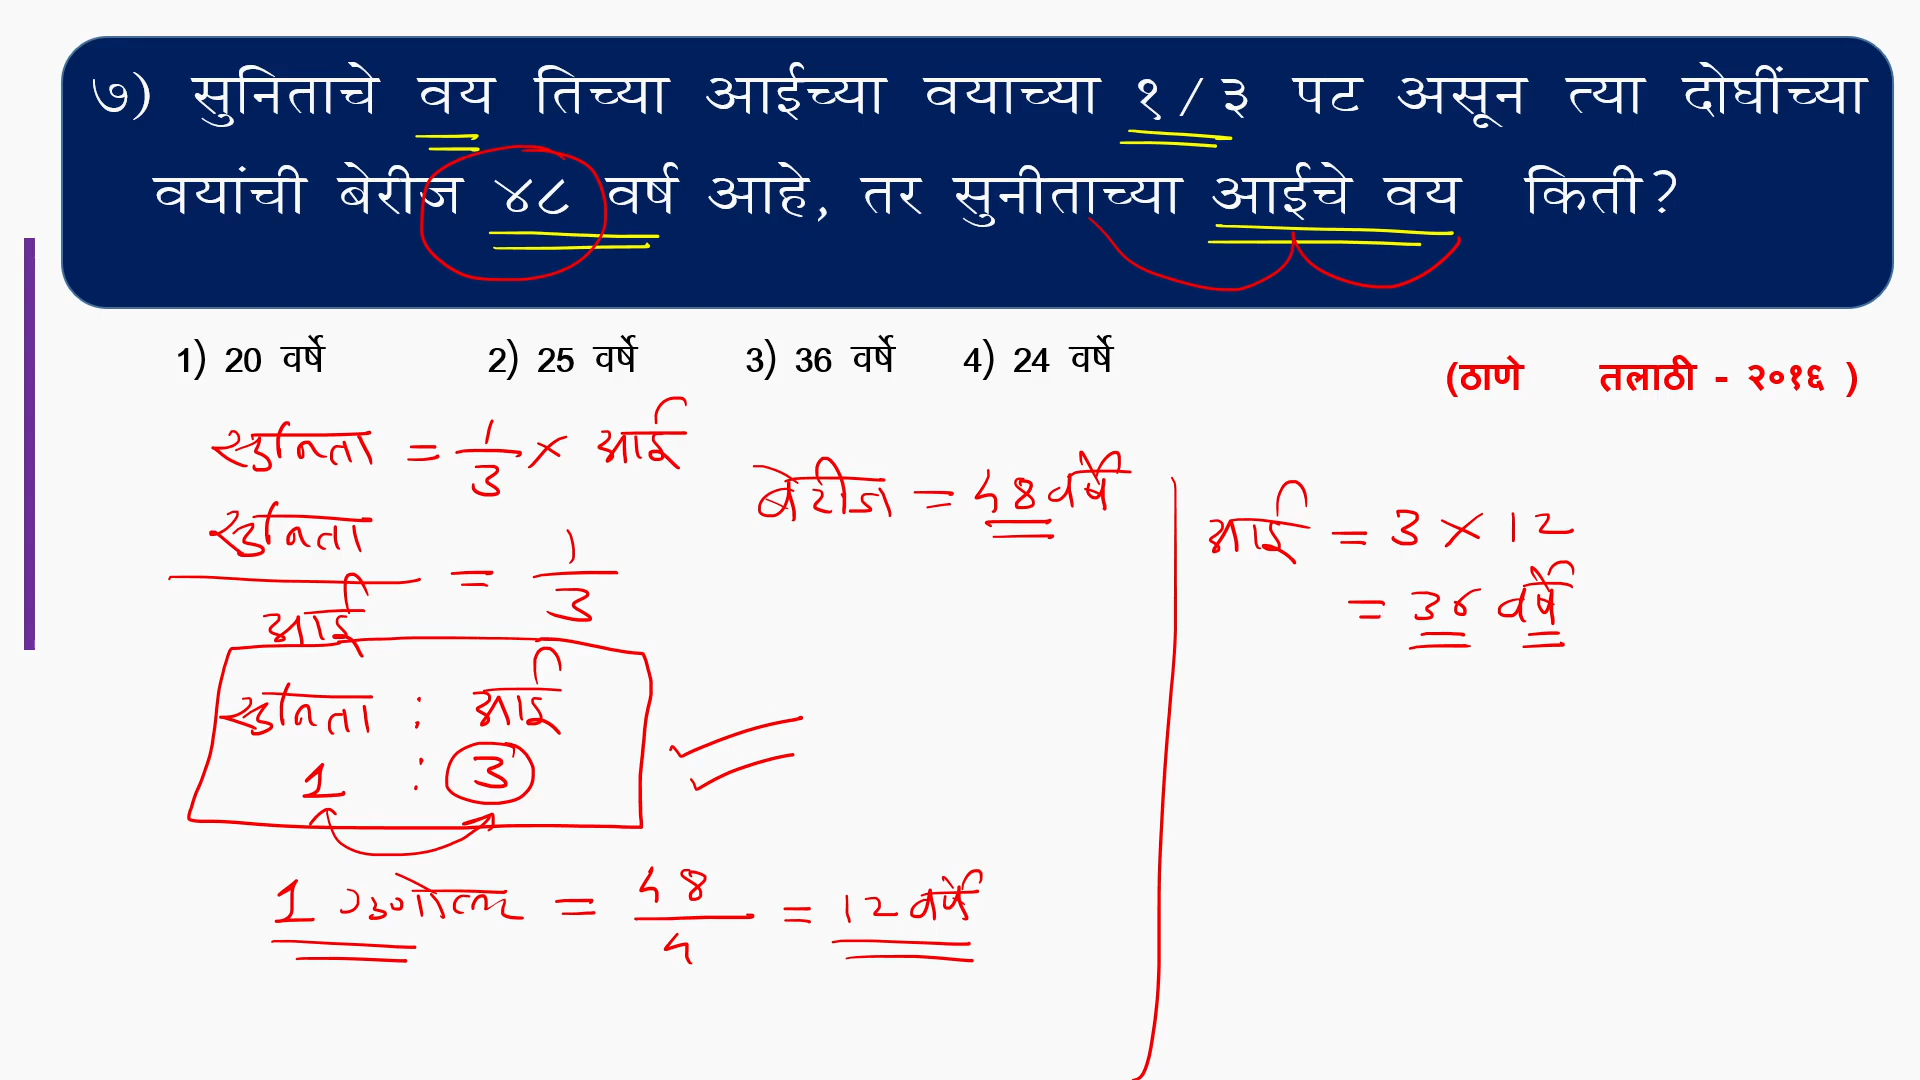 ७) सुनिताचे वय तिच्या आईच्या वयाच्या १/३ पट असून त्या दोघींच्या
वयांची बेरीज ४८ वर्ष आहे, तर सुनीताच्या आईचे वय किती?
1) 20 वर्षे 2) 25 वर्षे 3) 36 वर्षे 4) 24 वर्षे
(ठाणे तलाठी - २०१६ )
सुनिता = 1/3 × आई
सुनिता/आई = 1/3
सुनिता : आई
1 : 3
1 = 48/4 = 12 वर्षे
बेरीज = 48 वर्षे
आई = 3 × 12
= 36 वर्षे